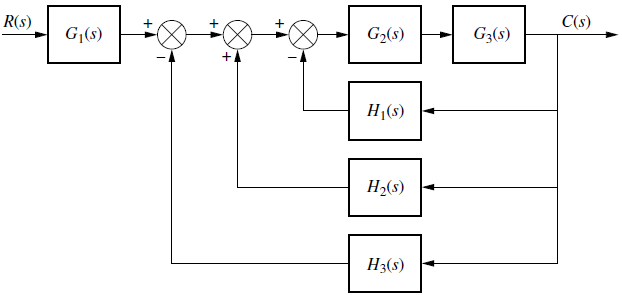 R(s)
G1(s)
+
−
+
+
+
−
G2(s)
G3(s)
C(s)
H1(s)
H2(s)
H3(s)